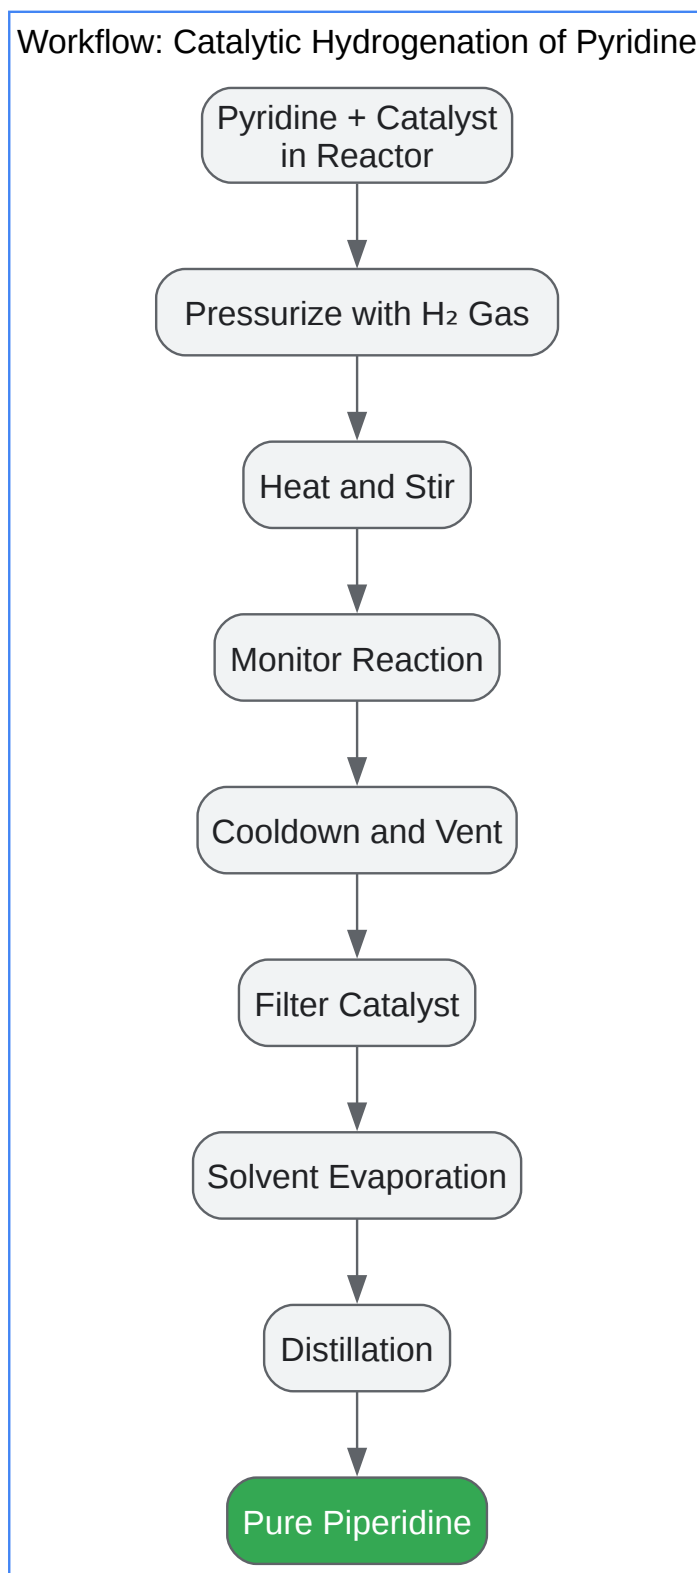 Workflow: Catalytic Hydrogenation of Pyridine
Pyridine + Catalyst
in Reactor
Pressurize with H₂ Gas
Heat and Stir
Monitor Reaction
Cooldown and Vent
Filter Catalyst
Solvent Evaporation
Distillation
Pure Piperidine